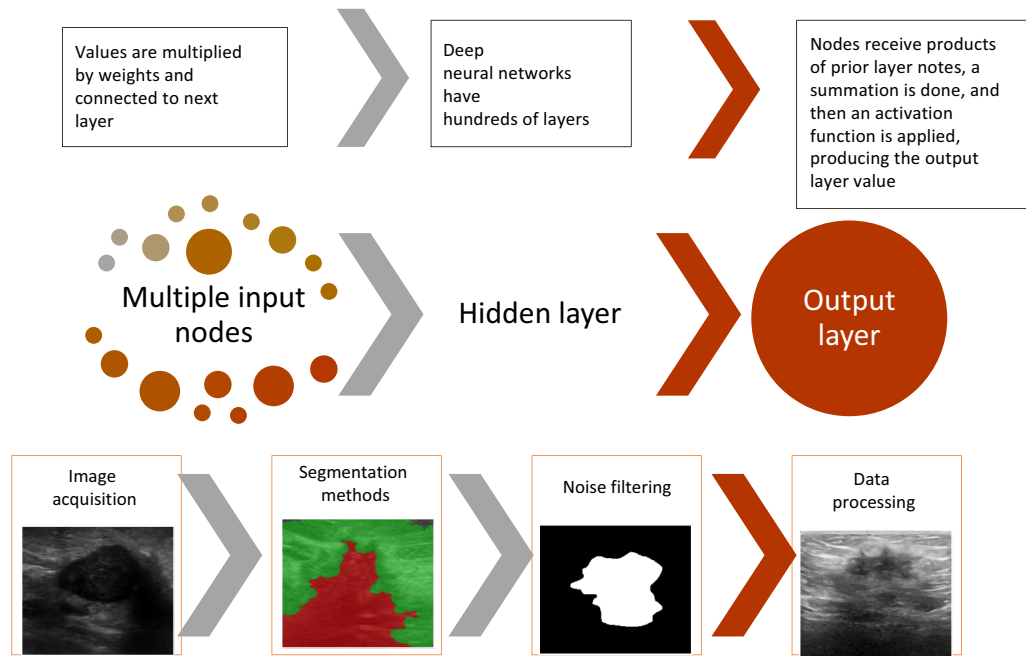 Values are multiplied
by weights and
connected to next
layer
Deep
neural networks
have
hundreds of layers
Nodes receive products
of prior layer notes, a
summation is done, and
then an activation
function is applied,
producing the output
layer value
Multiple input
nodes
Hidden layer
Output
layer
Image
acquisition
Segmentation
methods
Noise filtering
Data
processing